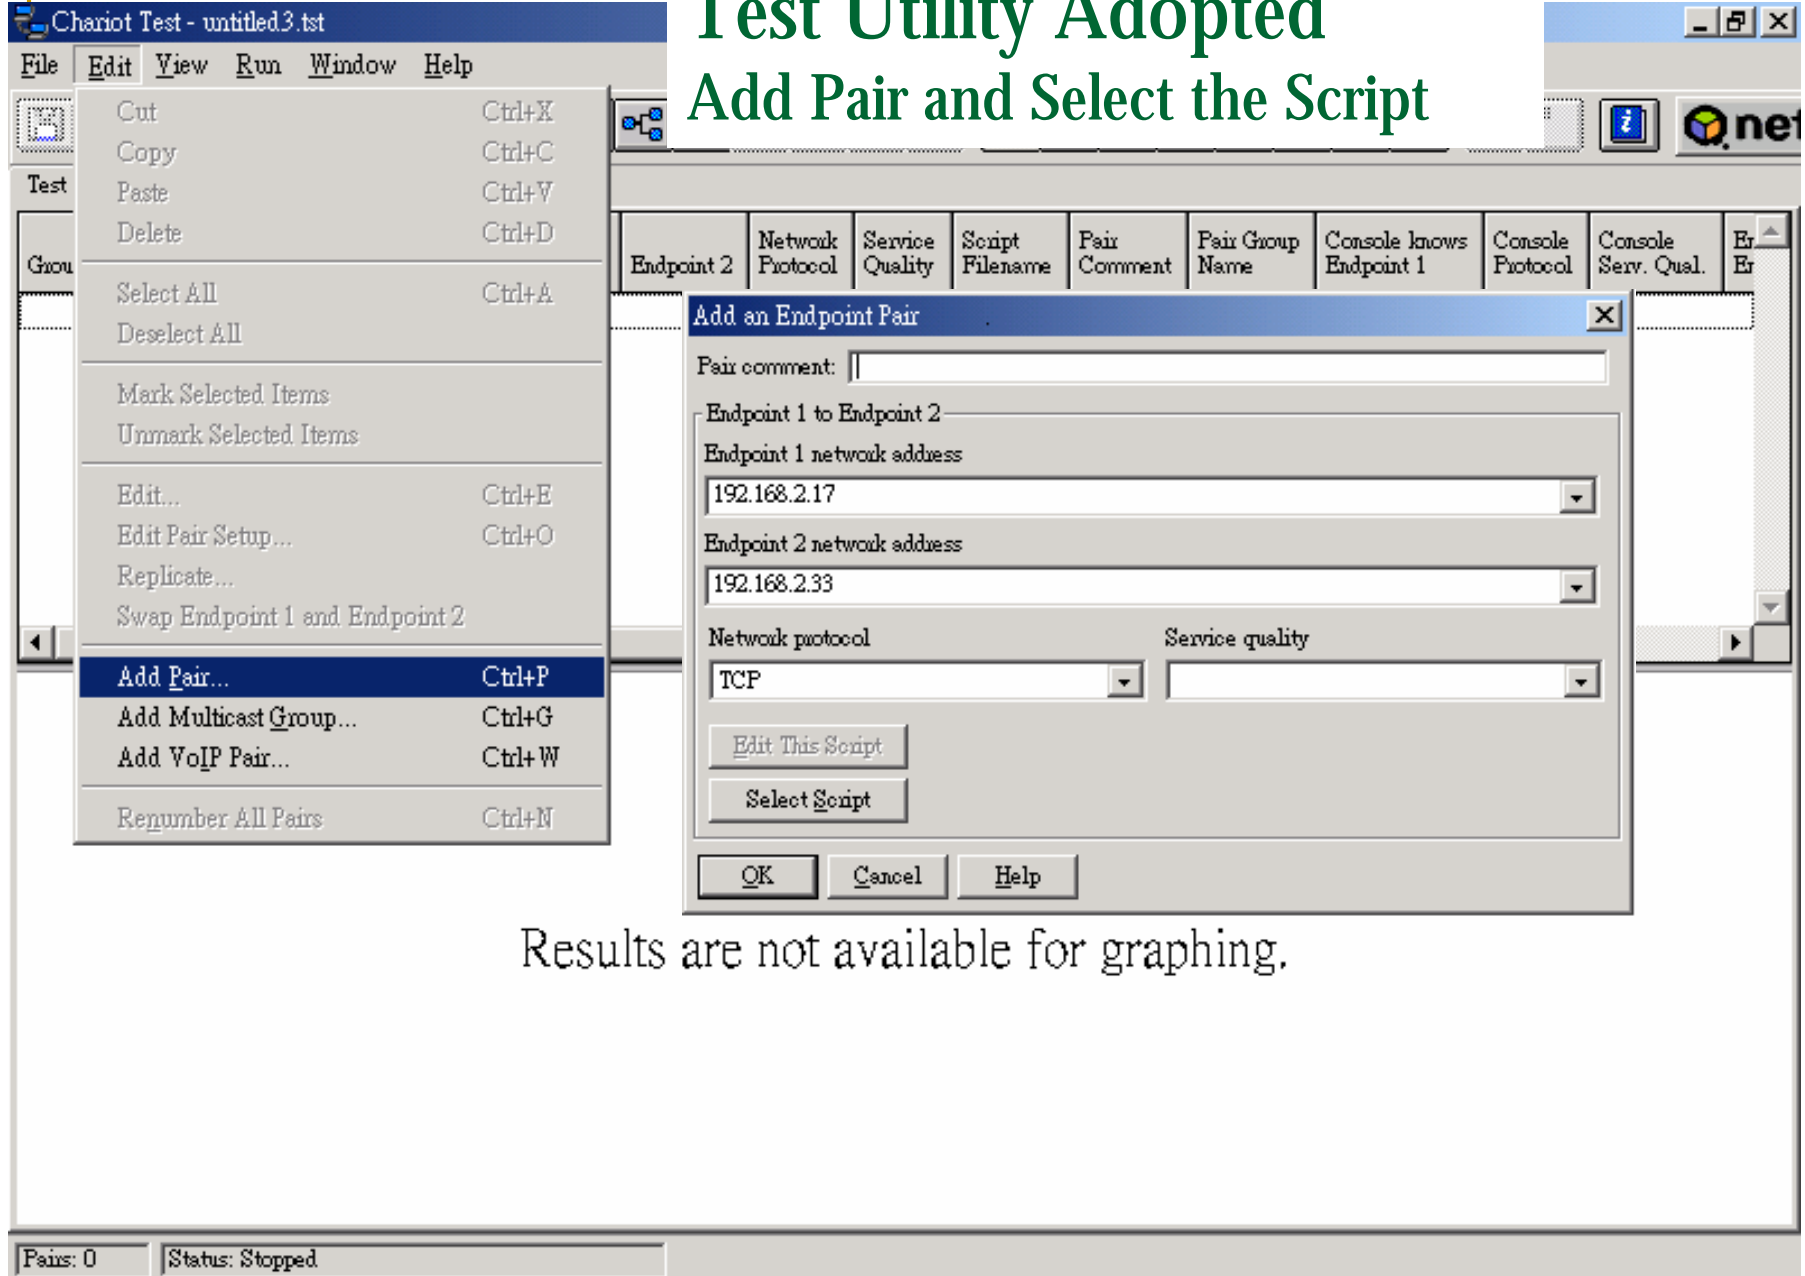 Chariot Test - untitled3.tst
Test Utility Adopted
Add Pair and Select the Script
File Edit View Run Window Help
net
Test
Cut Ctrl+X
Copy Ctrl+C
Paste Ctrl+V
Delete Ctrl+D
Select All Ctrl+A
Deselect All
Mark Selected Items
Unmark Selected Items
Edit... Ctrl+E
Edit Pair Setup... Ctrl+O
Replicate...
Swap Endpoint 1 and Endpoint 2
Add Pair... Ctrl+P
Add Multicast Group... Ctrl+G
Add VoIP Pair... Ctrl+W
Renumber All Pairs Ctrl+N
Endpoint 2
Network Protocol
Service Quality
Script Filename
Pair Comment
Pair Group Name
Console knows Endpoint 1
Console Protocol
Console Serv. Qual.
Add an Endpoint Pair
Pair comment:
Endpoint 1 to Endpoint 2
Endpoint 1 network address
192.168.2.17
Endpoint 2 network address
192.168.2.33
Network protocol Service quality
TCP
Edit This Script
Select Script
OK Cancel Help
Results are not available for graphing.
Pairs: 0 Status: Stopped